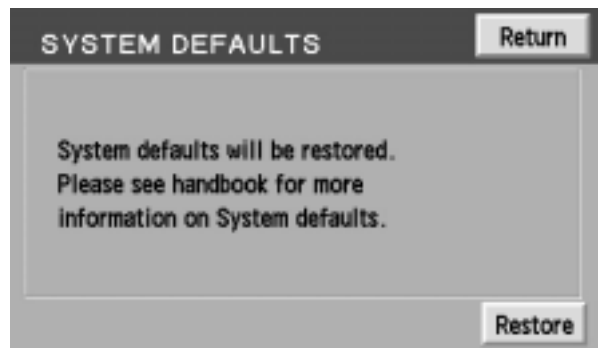 SYSTEM DEFAULTS
Return
System defaults will be restored.
Please see handbook for more
information on System defaults.
Restore